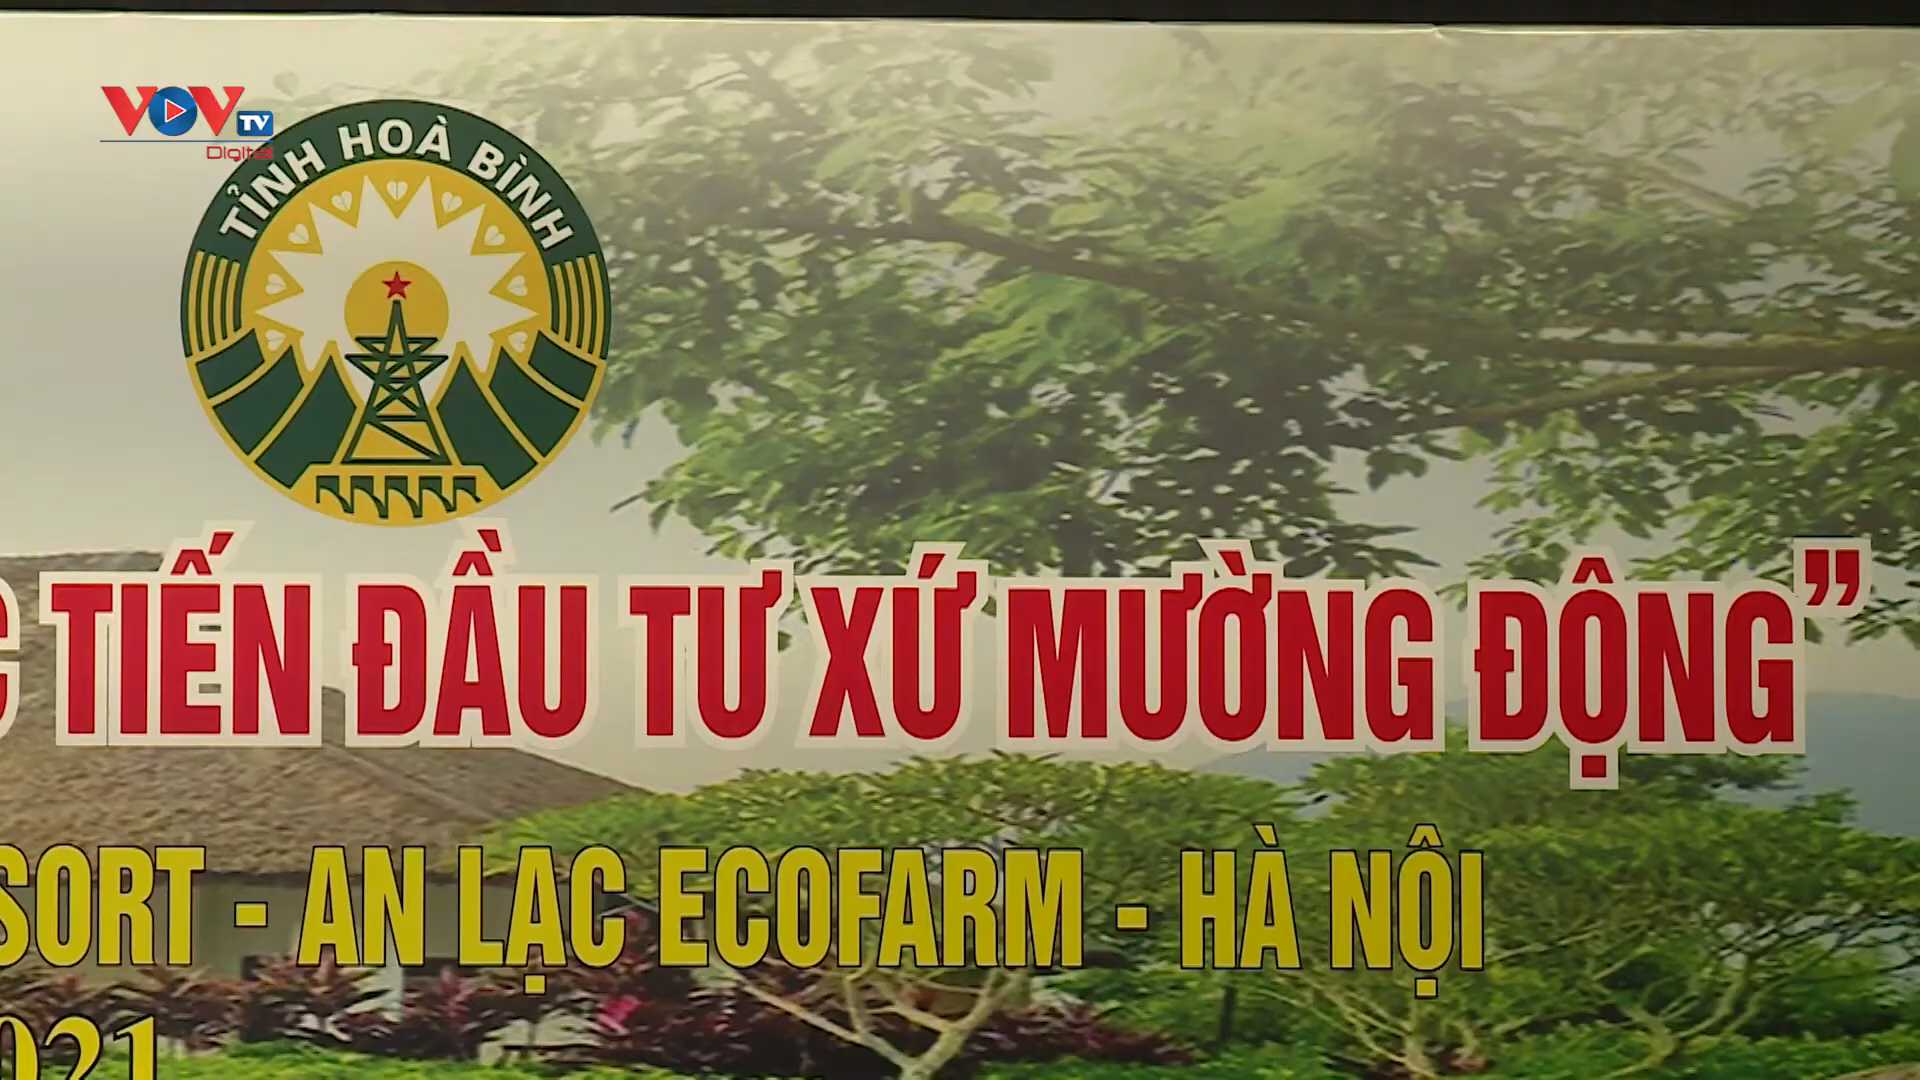 VOV TV
Digital
TỈNH HOÀ BÌNH
TIẾN ĐẦU TƯ XỨ MƯỜNG ĐỘNG”
SORT - AN LẠC ECOFARM - HÀ NỘI
021